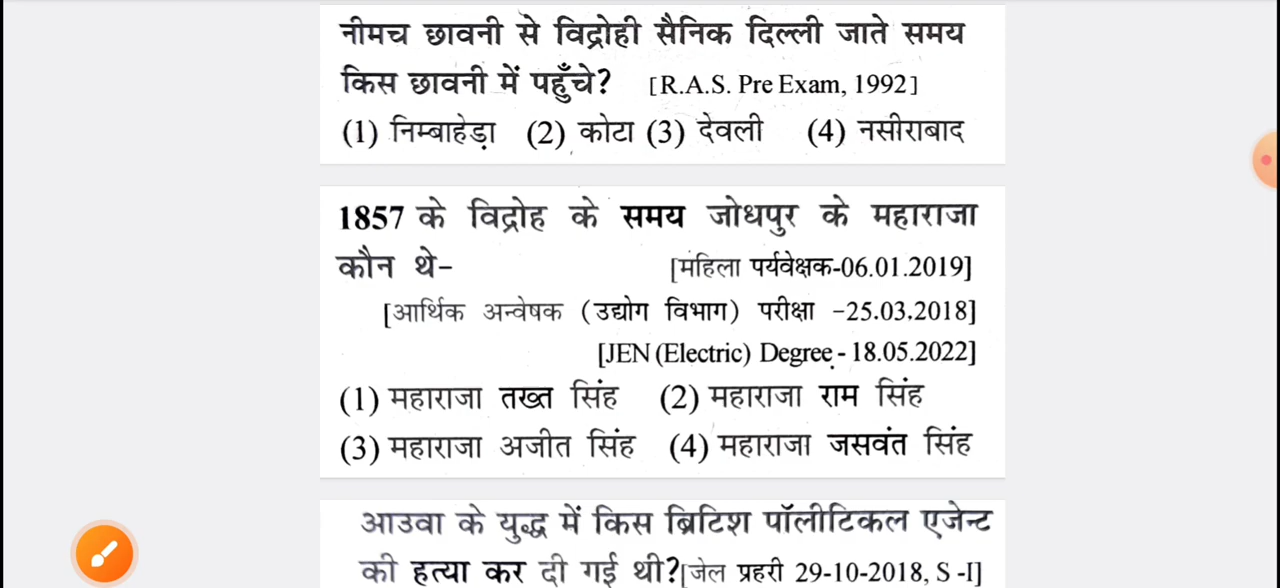 नीमच छावनी से विद्रोही सैनिक दिल्ली जाते समय
किस छावनी में पहुँचे? [R.A.S. Pre Exam, 1992]
(1) निम्बाहेड़ा (2) कोटा (3) देवली (4) नसीराबाद
1857 के विद्रोह के समय जोधपुर के महाराजा
कौन थे- [महिला पर्यवेक्षक-06.01.2019]
[आर्थिक अन्वेषक (उद्योग विभाग) परीक्षा -25.03.2018]
[JEN (Electric) Degree - 18.05.2022]
(1) महाराजा तख्त सिंह (2) महाराजा राम सिंह
(3) महाराजा अजीत सिंह (4) महाराजा जसवंत सिंह
आउवा के युद्ध में किस ब्रिटिश पॉलीटिकल एजेन्ट
की हत्या कर दी गई थी? [जेल प्रहरी 29-10-2018, S -I]